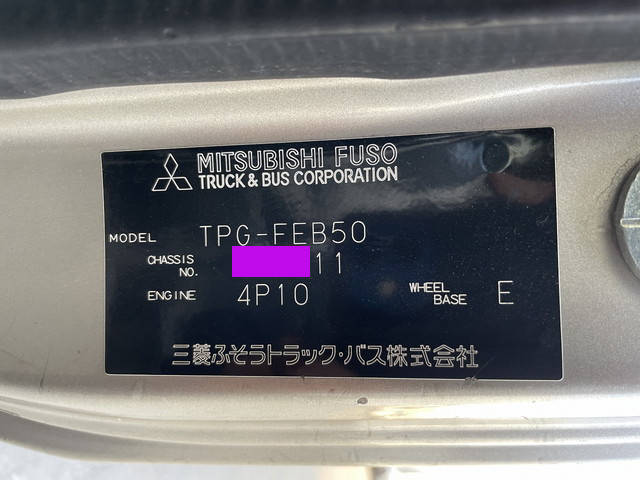 MITSUBISHI FUSO
TRUCK & BUS CORPORATION
MODEL TPG-FEB50
CHASSIS NO. 11
ENGINE 4P10 WHEEL BASE E
三菱ふそうトラック・バス株式会社